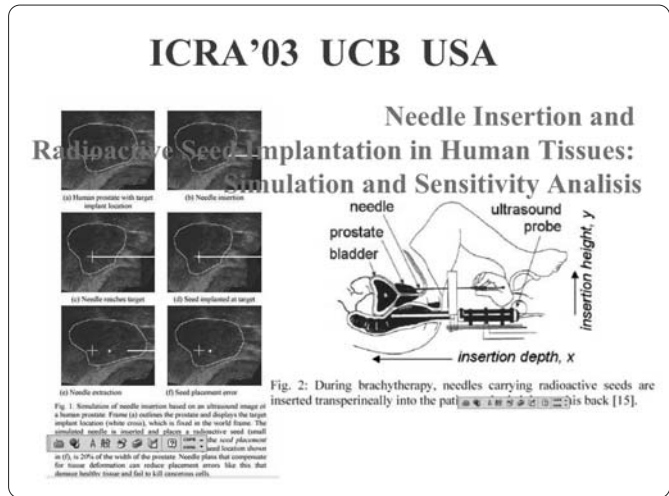 ICRA'03 UCB USA
Needle Insertion and
Radioactive Seed Implantation in Human Tissues:
Simulation and Sensitivity Analisis
(a) Human prostate with target
implant location
(b) Needle insertion
(c) Needle reaches target
(d) Seed implanted at target
(e) Needle extraction
(f) Seed placement error
Fig. 1: Simulation of needle insertion based on an ultrasound image of
a human prostate. Frame (a) outlines the prostate and displays the target
implant location (white cross), which is fixed in the world frame. The
simulated needle is inserted and places a radioactive seed (small
the seed placement
seed location shown
in (f), is 20% of the width of the prostate. Needle plans that compensate
for tissue deformation can reduce placement errors like this that
damage healthy tissue and fail to kill cancerous cells.
needle
prostate
bladder
ultrasound
probe
insertion height, y
insertion depth, x
Fig. 2: During brachytherapy, needles carrying radioactive seeds are
inserted transperineally into the his back [15].